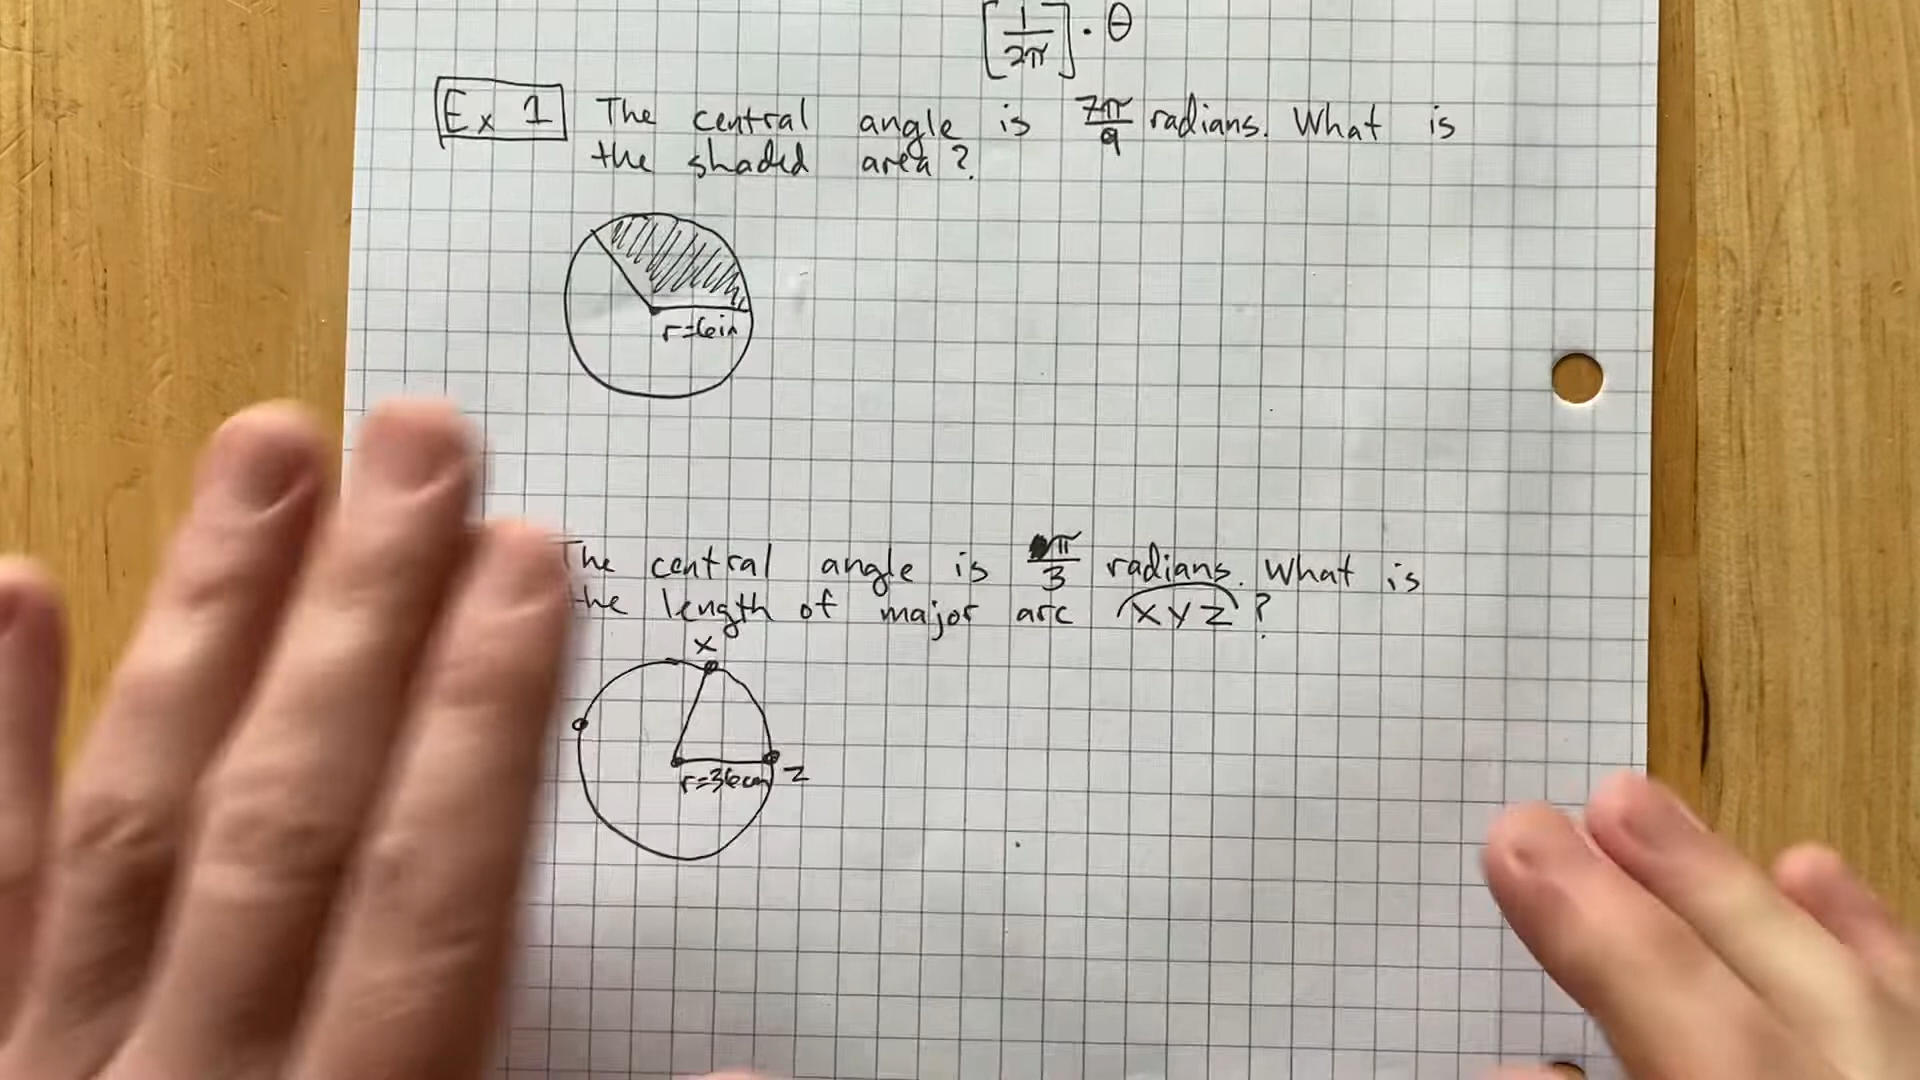 [1/2π] · θ
Ex 1 The central angle is 7π/9 radians. What is
the shaded area?
r=6in
The central angle is π/3 radians. What is
the length of major arc XYZ?
X
r=36cm Z